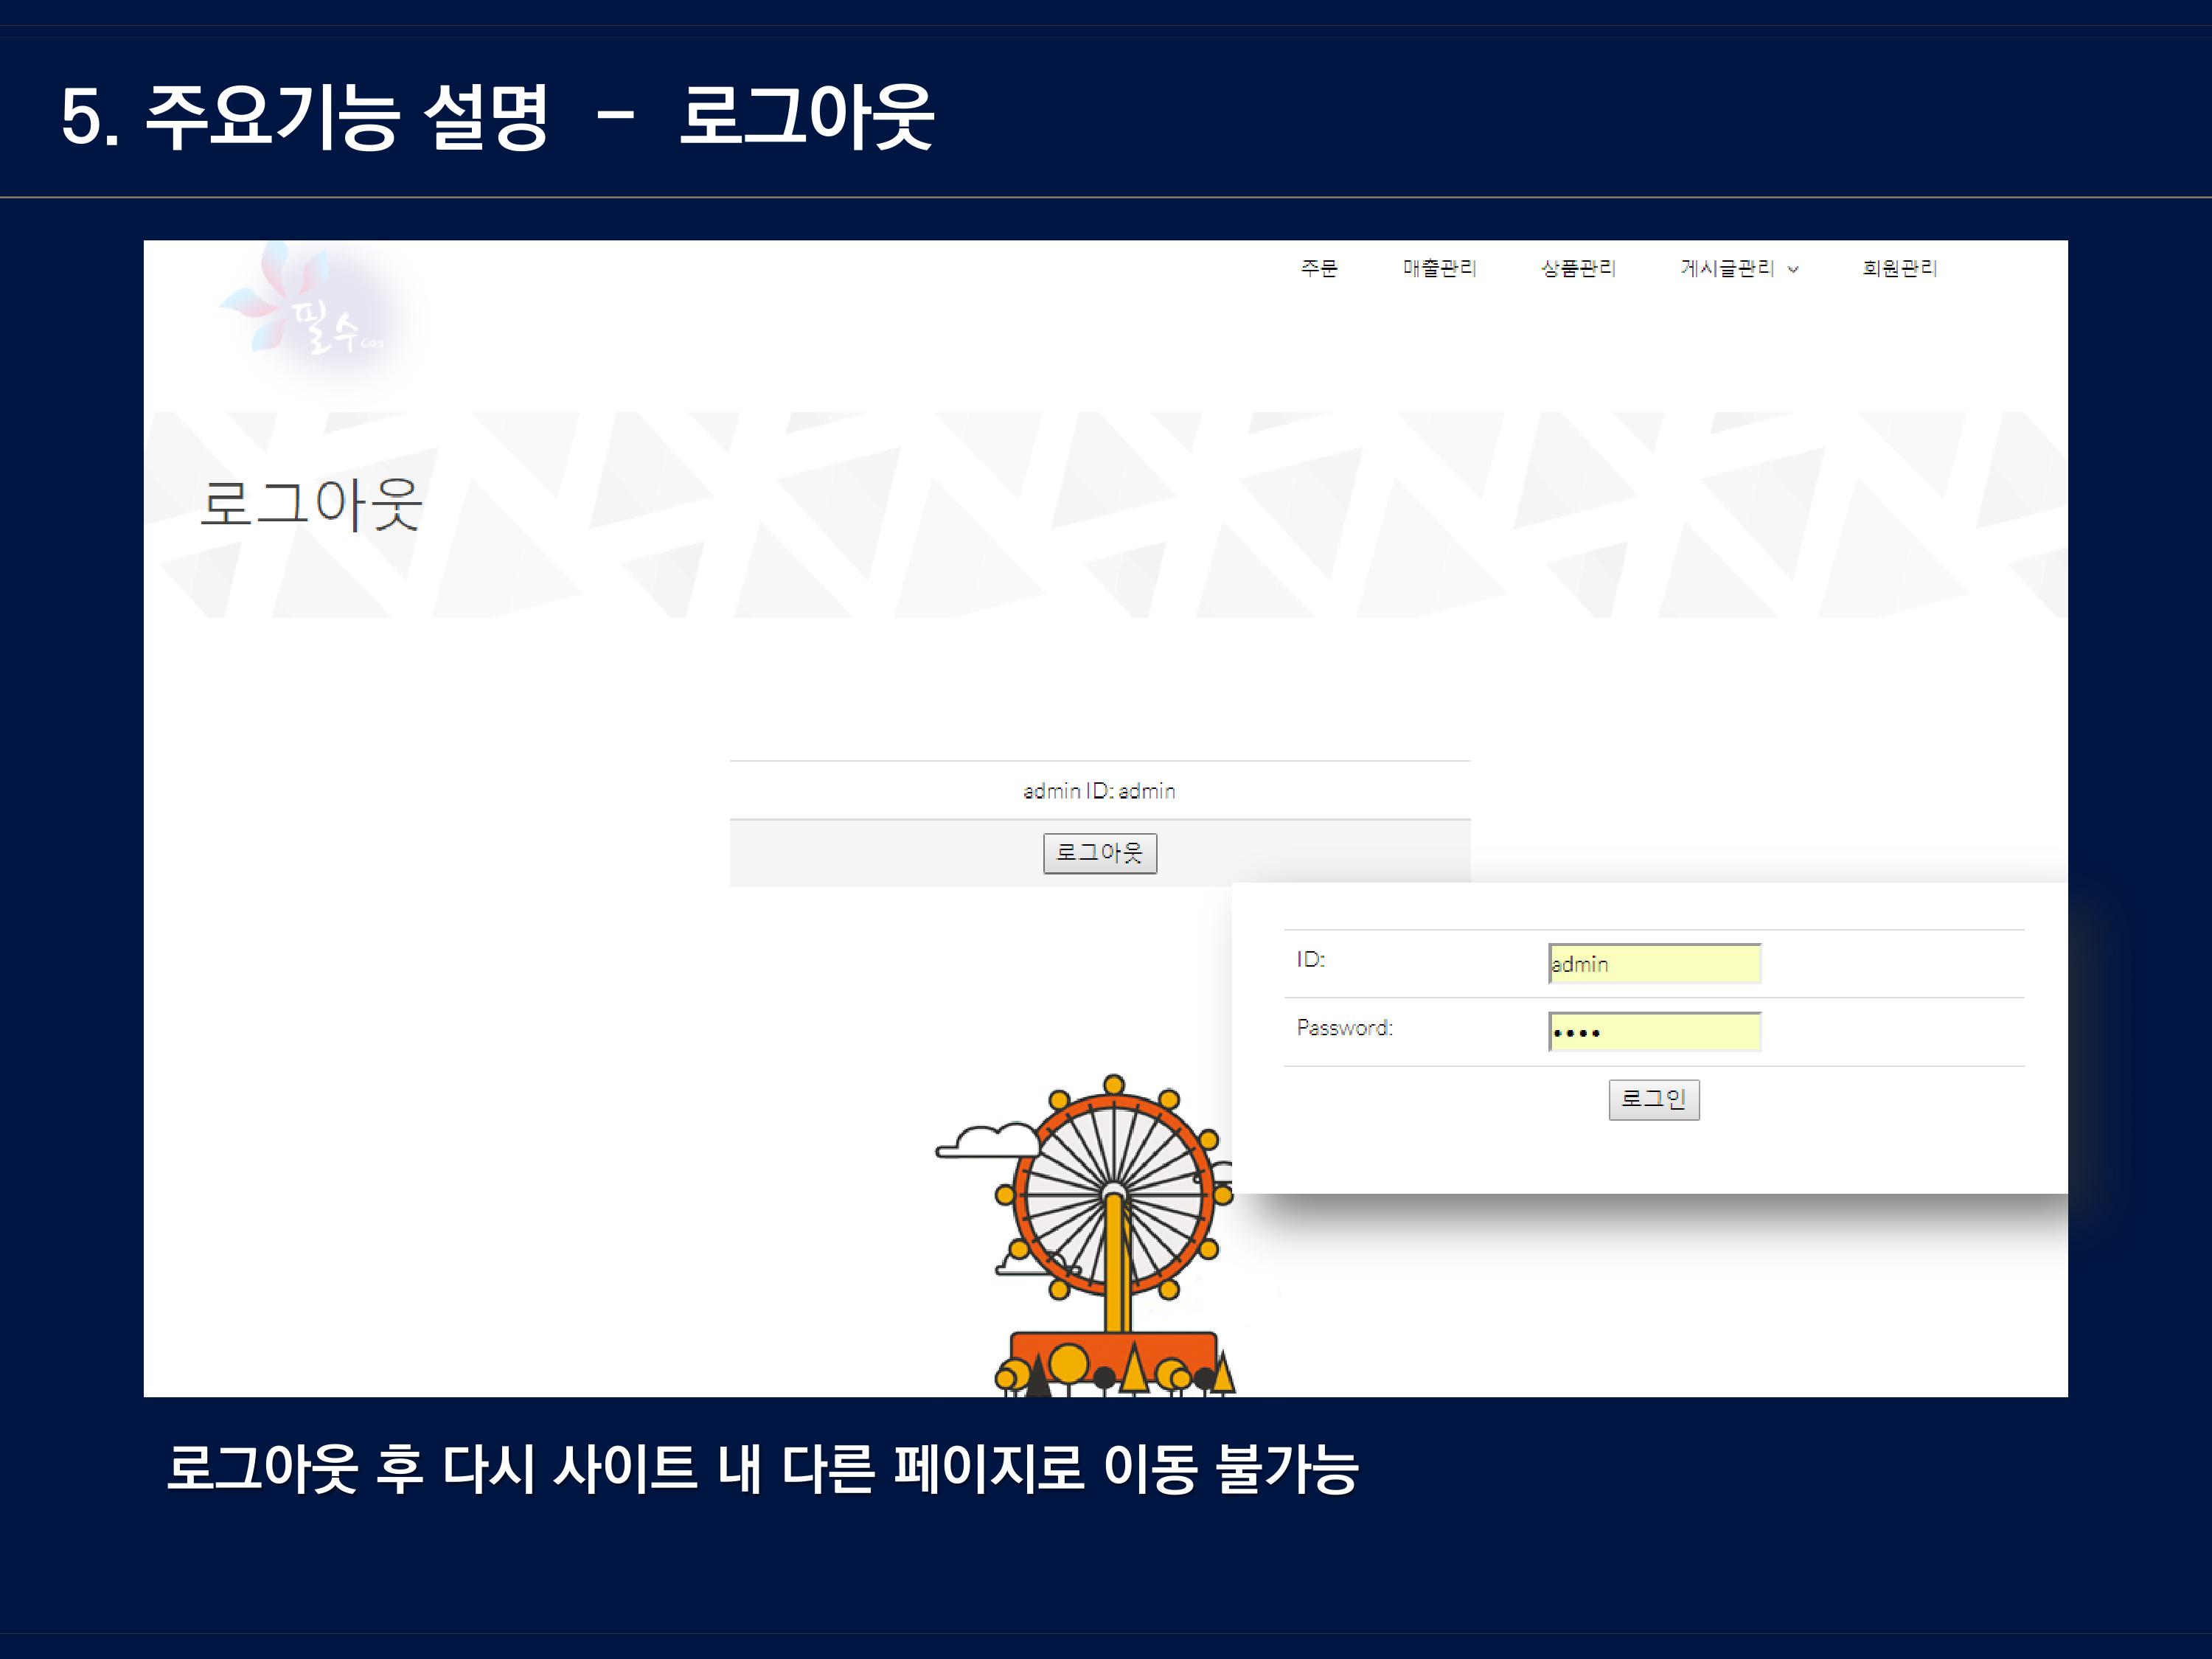 5. 주요기능 설명 - 로그아웃
주문 매출관리 상품관리 게시글관리 회원관리
필수
로그아웃
admin ID: admin
로그아웃
ID: admin
Password: ••••
로그인
로그아웃 후 다시 사이트 내 다른 페이지로 이동 불가능